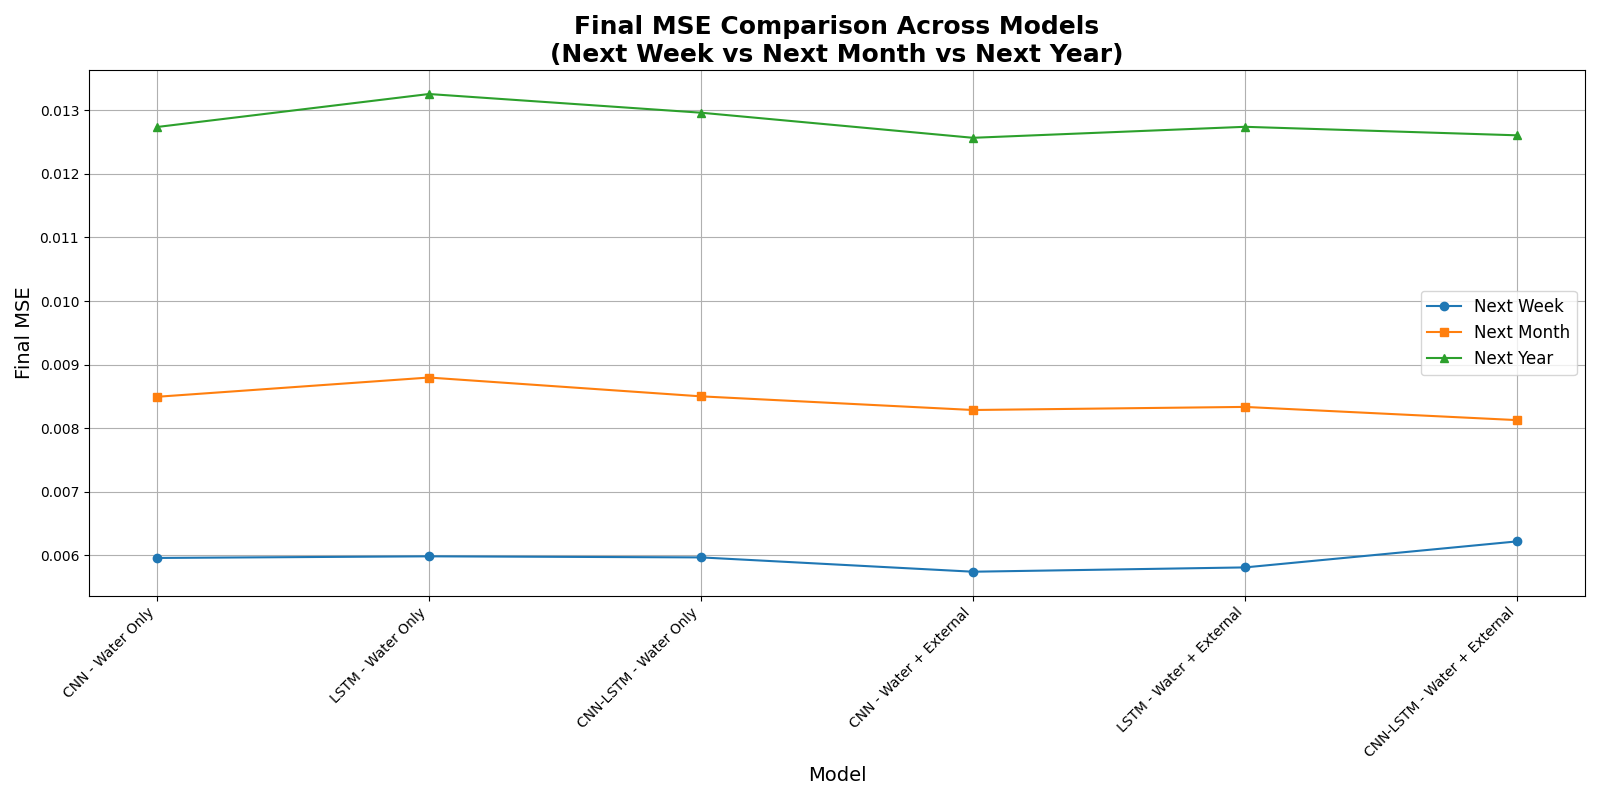 Final MSE Comparison Across Models
(Next Week vs Next Month vs Next Year)
Final MSE
0.013
0.012
0.011
0.010
0.009
0.008
0.007
0.006
Next Week
Next Month
Next Year
CNN - Water Only
LSTM - Water Only
CNN-LSTM - Water Only
CNN - Water + External
LSTM - Water + External
CNN-LSTM - Water + External
Model